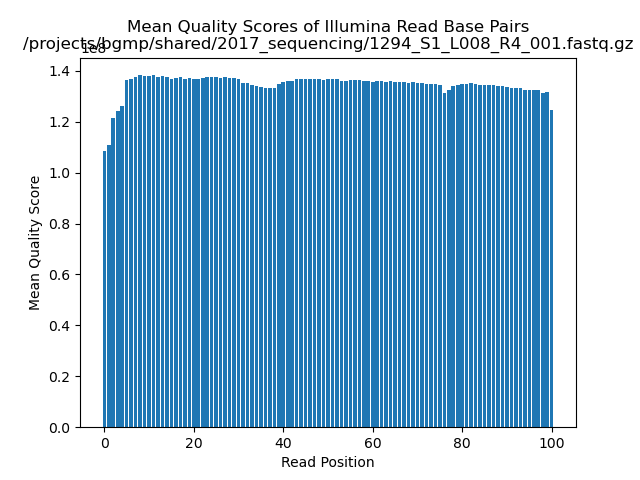 Mean Quality Scores of Illumina Read Base Pairs
/projects/bgmp/shared/2017_sequencing/1294_S1_L008_R4_001.fastq.gz
1e8
1.4
1.2
1.0
0.8
0.6
0.4
0.2
0.0
Mean Quality Score
0 20 40 60 80 100
Read Position